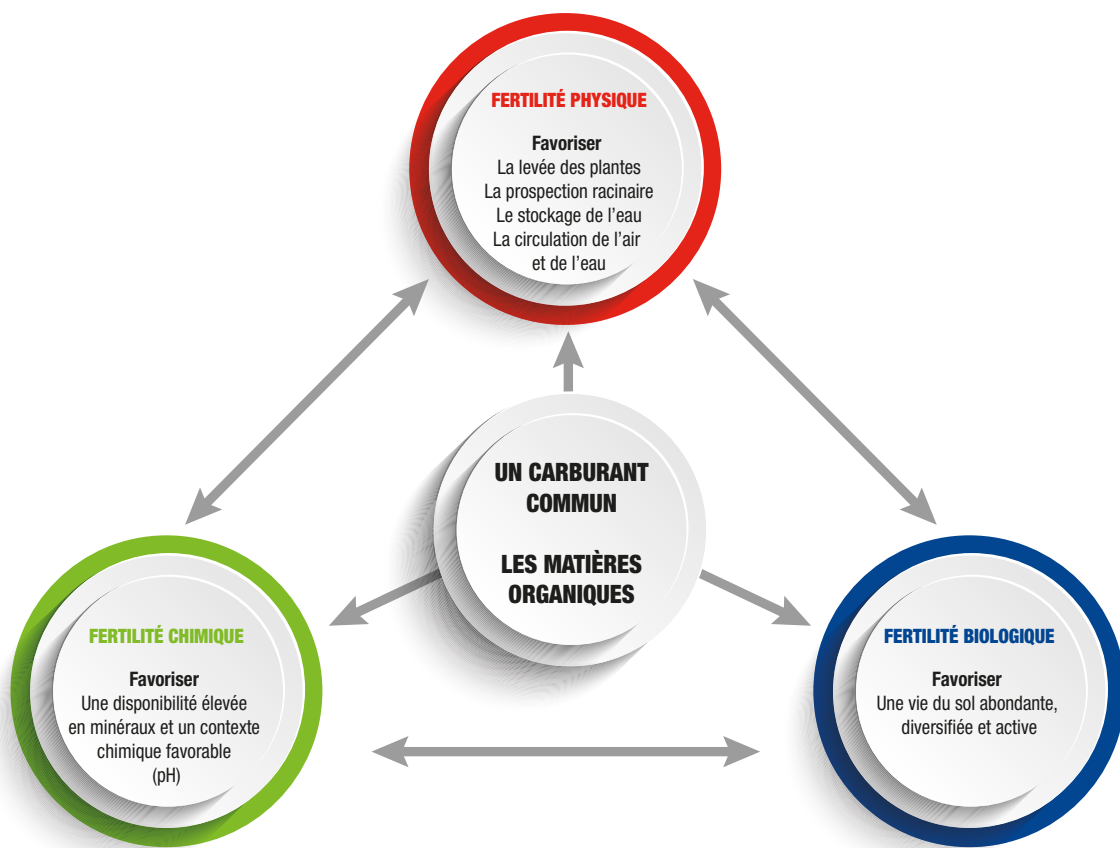 FERTILITÉ PHYSIQUE
Favoriser
La levée des plantes
La prospection racinaire
Le stockage de l'eau
La circulation de l'air
et de l'eau
UN CARBURANT
COMMUN
LES MATIÈRES
ORGANIQUES
FERTILITÉ CHIMIQUE
Favoriser
Une disponibilité élevée
en minéraux et un contexte
chimique favorable
(pH)
FERTILITÉ BIOLOGIQUE
Favoriser
Une vie du sol abondante,
diversifiée et active